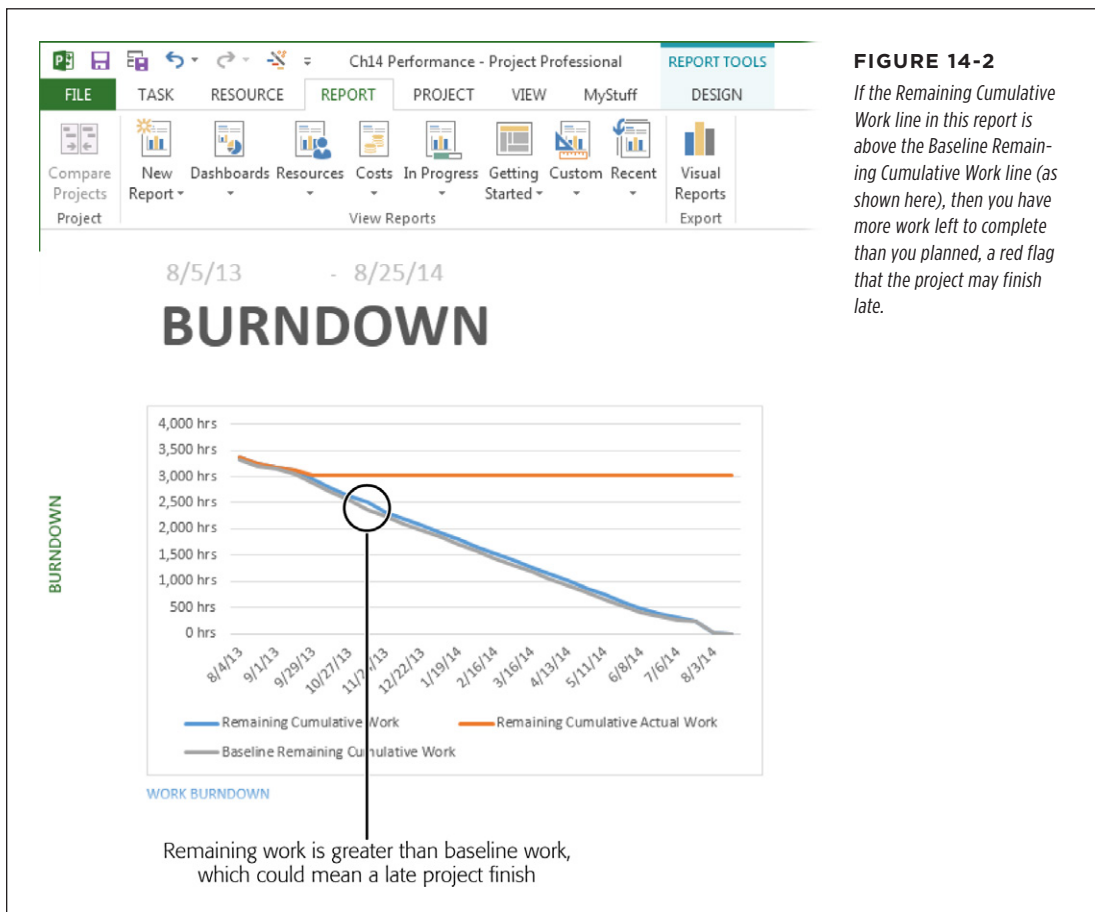 Ch14 Performance - Project Professional
REPORT TOOLS
FILE TASK RESOURCE REPORT PROJECT VIEW MyStuff DESIGN
Compare Projects
New Report
Dashboards
Resources
Costs
In Progress
Getting Started
Custom
Recent
Visual Reports
Project
View Reports
Export
8/5/13 - 8/25/14
BURNDOWN
BURNDOWN
4,000 hrs
3,500 hrs
3,000 hrs
2,500 hrs
2,000 hrs
1,500 hrs
1,000 hrs
500 hrs
0 hrs
8/4/13
9/1/13
9/29/13
10/27/13
11/24/13
12/22/13
1/19/14
2/16/14
3/16/14
4/13/14
5/11/14
6/8/14
7/6/14
8/3/14
Remaining Cumulative Work
Remaining Cumulative Actual Work
Baseline Remaining Cumulative Work
WORK BURNDOWN
Remaining work is greater than baseline work,
which could mean a late project finish
FIGURE 14-2
If the Remaining Cumulative
Work line in this report is
above the Baseline Remain-
ing Cumulative Work line (as
shown here), then you have
more work left to complete
than you planned, a red flag
that the project may finish
late.